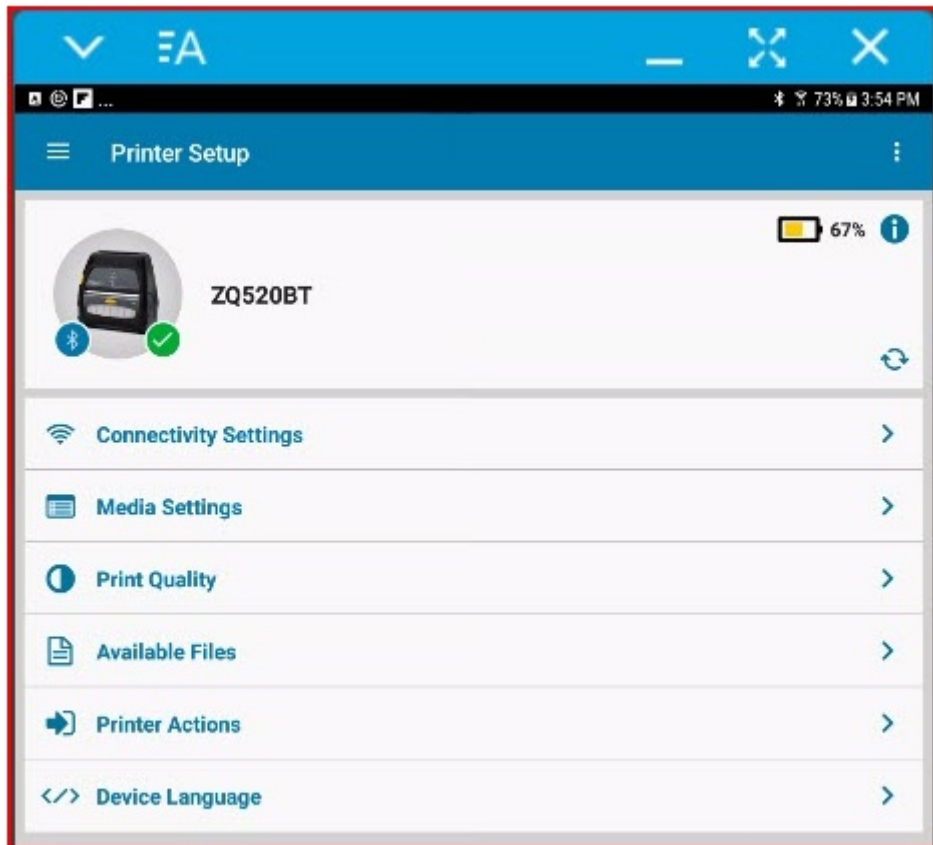 A
... 73% 3:54 PM
Printer Setup
67%
ZQ520BT
Connectivity Settings
Media Settings
Print Quality
Available Files
Printer Actions
Device Language